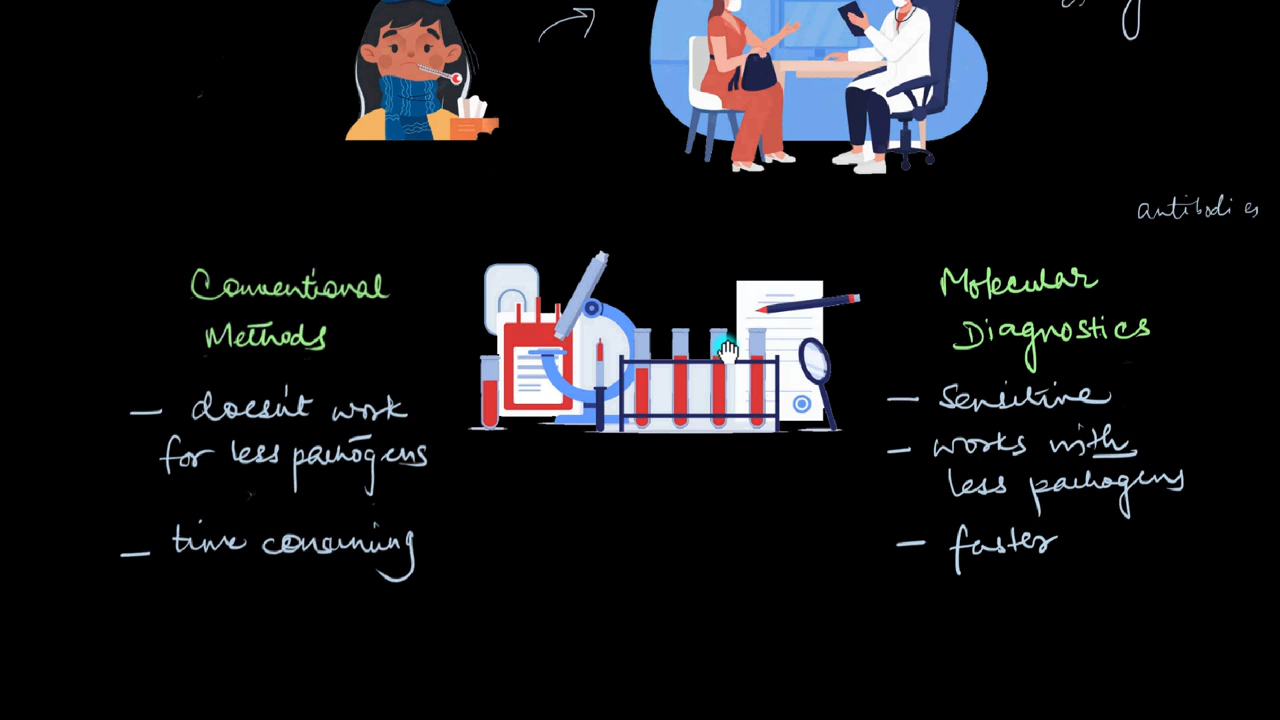 antibodies
Conventional
Methods
Molecular
Diagnostics
– doesn't work
for less pathogens
– time consuming
– sensitive
– works with
less pathogens
– faster